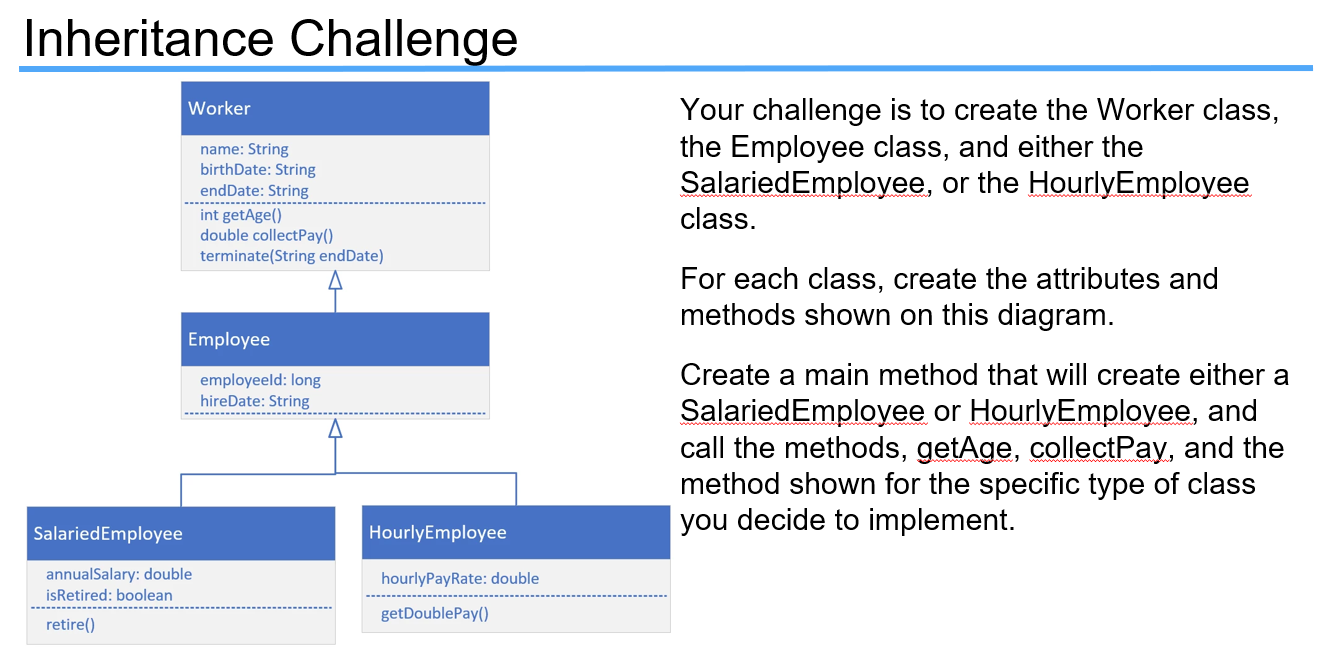 Inheritance Challenge
Worker
name: String
birthDate: String
endDate: String
int getAge()
double collectPay()
terminate(String endDate)
Employee
employeeId: long
hireDate: String
SalariedEmployee
annualSalary: double
isRetired: boolean
retire()
HourlyEmployee
hourlyPayRate: double
getDoublePay()
Your challenge is to create the Worker class,
the Employee class, and either the
SalariedEmployee, or the HourlyEmployee
class.
For each class, create the attributes and
methods shown on this diagram.
Create a main method that will create either a
SalariedEmployee or HourlyEmployee, and
call the methods, getAge, collectPay, and the
method shown for the specific type of class
you decide to implement.